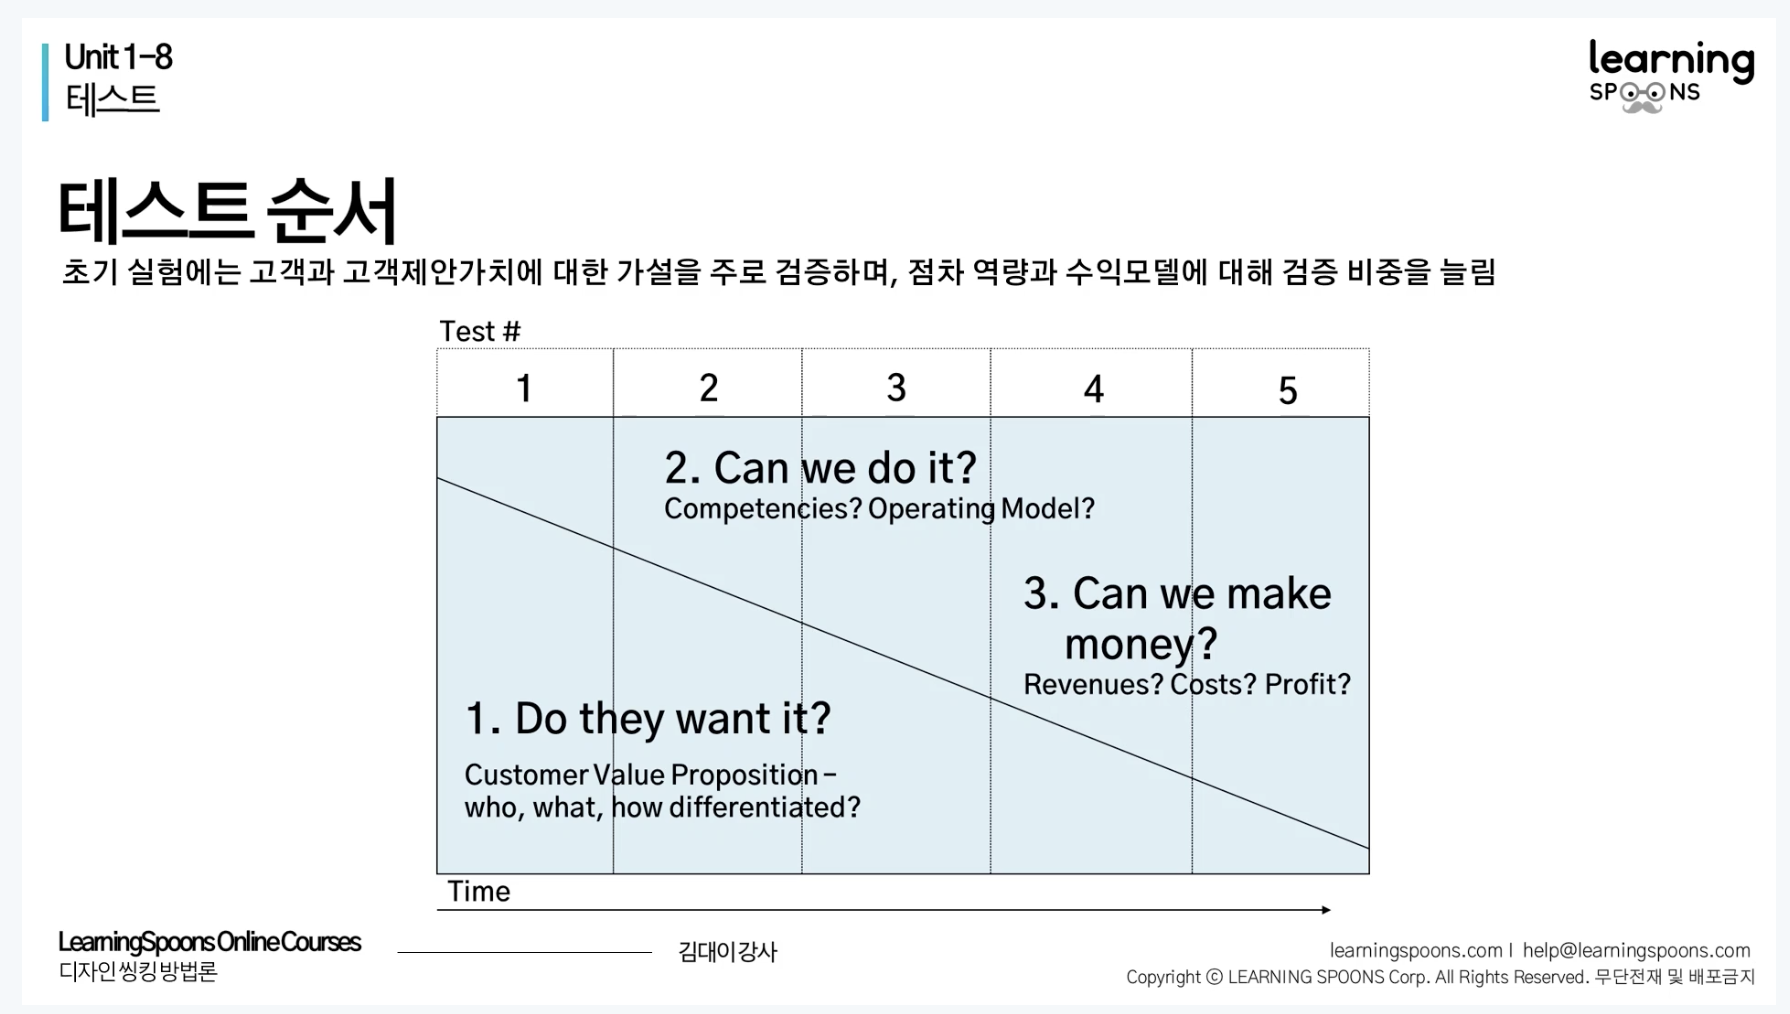 Unit 1-8
테스트
learning
SPOONS
테스트 순서
초기 실험에는 고객과 고객제안가치에 대한 가설을 주로 검증하며, 점차 역량과 수익모델에 대해 검증 비중을 늘림
Test #
1 2 3 4 5
2. Can we do it?
Competencies? Operating Model?
3. Can we make
money?
Revenues? Costs? Profit?
1. Do they want it?
Customer Value Proposition –
who, what, how differentiated?
Time
LearningSpoons Online Courses
디자인 씽킹 방법론
김대이 강사
learningspoons.com I help@learningspoons.com
Copyright ⓒ LEARNING SPOONS Corp. All Rights Reserved. 무단전재 및 배포금지